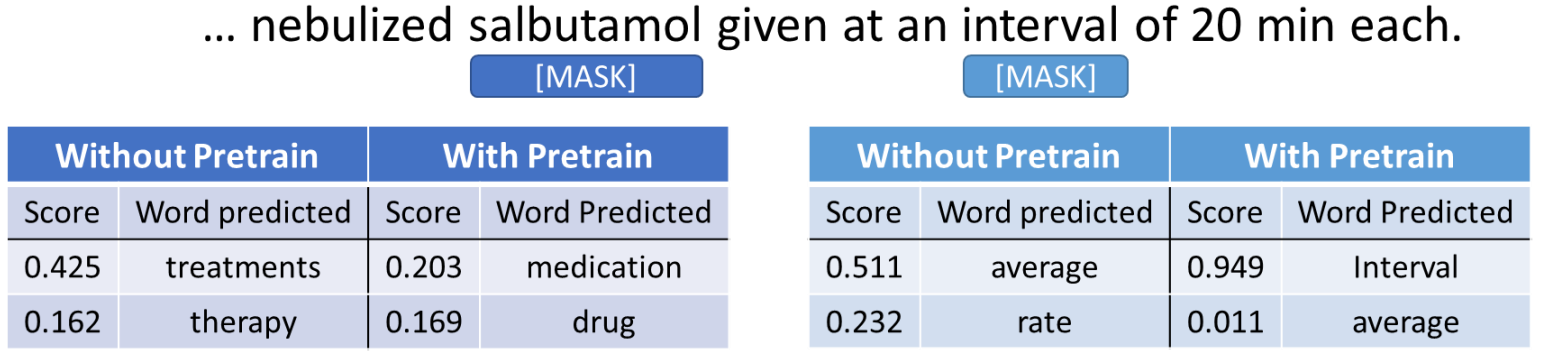 ... nebulized salbutamol given at an interval of 20 min each.
[MASK] [MASK]
Without Pretrain With Pretrain Without Pretrain With Pretrain
Score Word predicted Score Word Predicted Score Word predicted Score Word Predicted
0.425 treatments 0.203 medication 0.511 average 0.949 Interval
0.162 therapy 0.169 drug 0.232 rate 0.011 average